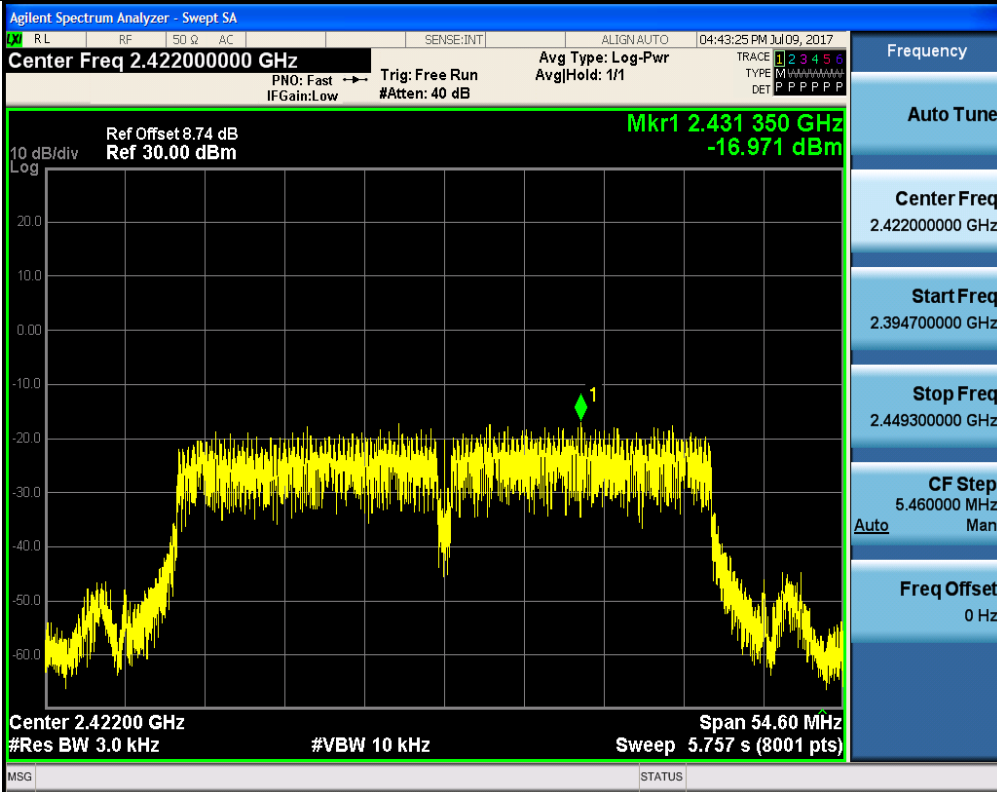 Agilent Spectrum Analyzer - Swept SA
LXI RL RF 50 Ω AC SENSE:INT ALIGN AUTO 04:43:25 PM Jul 09, 2017
Center Freq 2.422000000 GHz
PNO: Fast
IFGain:Low
Trig: Free Run
#Atten: 40 dB
Avg Type: Log-Pwr
Avg|Hold: 1/1
TRACE 1 2 3 4 5 6
TYPE M WWWWW
DET P P P P P P
Ref Offset 8.74 dB
10 dB/div Ref 30.00 dBm
Log
Mkr1 2.431 350 GHz
-16.971 dBm
20.0
10.0
0.00
-10.0
-20.0
-30.0
-40.0
-50.0
-60.0
1
Center 2.42200 GHz Span 54.60 MHz
#Res BW 3.0 kHz #VBW 10 kHz Sweep 5.757 s (8001 pts)
MSG STATUS
Frequency
Auto Tune
Center Freq
2.422000000 GHz
Start Freq
2.394700000 GHz
Stop Freq
2.449300000 GHz
CF Step
5.460000 MHz
Auto Man
Freq Offset
0 Hz